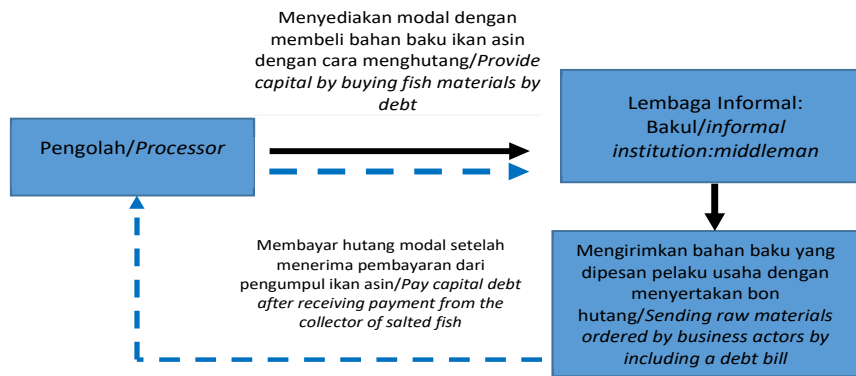 Menyediakan modal dengan
membeli bahan baku ikan asin
dengan cara menghutang/Provide
capital by buying fish materials by
debt
Pengolah/Processor
Lembaga Informal:
Bakul/informal
institution:middleman
Membayar hutang modal setelah
menerima pembayaran dari
pengumpul ikan asin/Pay capital debt
after receiving payment from the
collector of salted fish
Mengirimkan bahan baku yang
dipesan pelaku usaha dengan
menyertakan bon
hutang/Sending raw materials
ordered by business actors by
including a debt bill